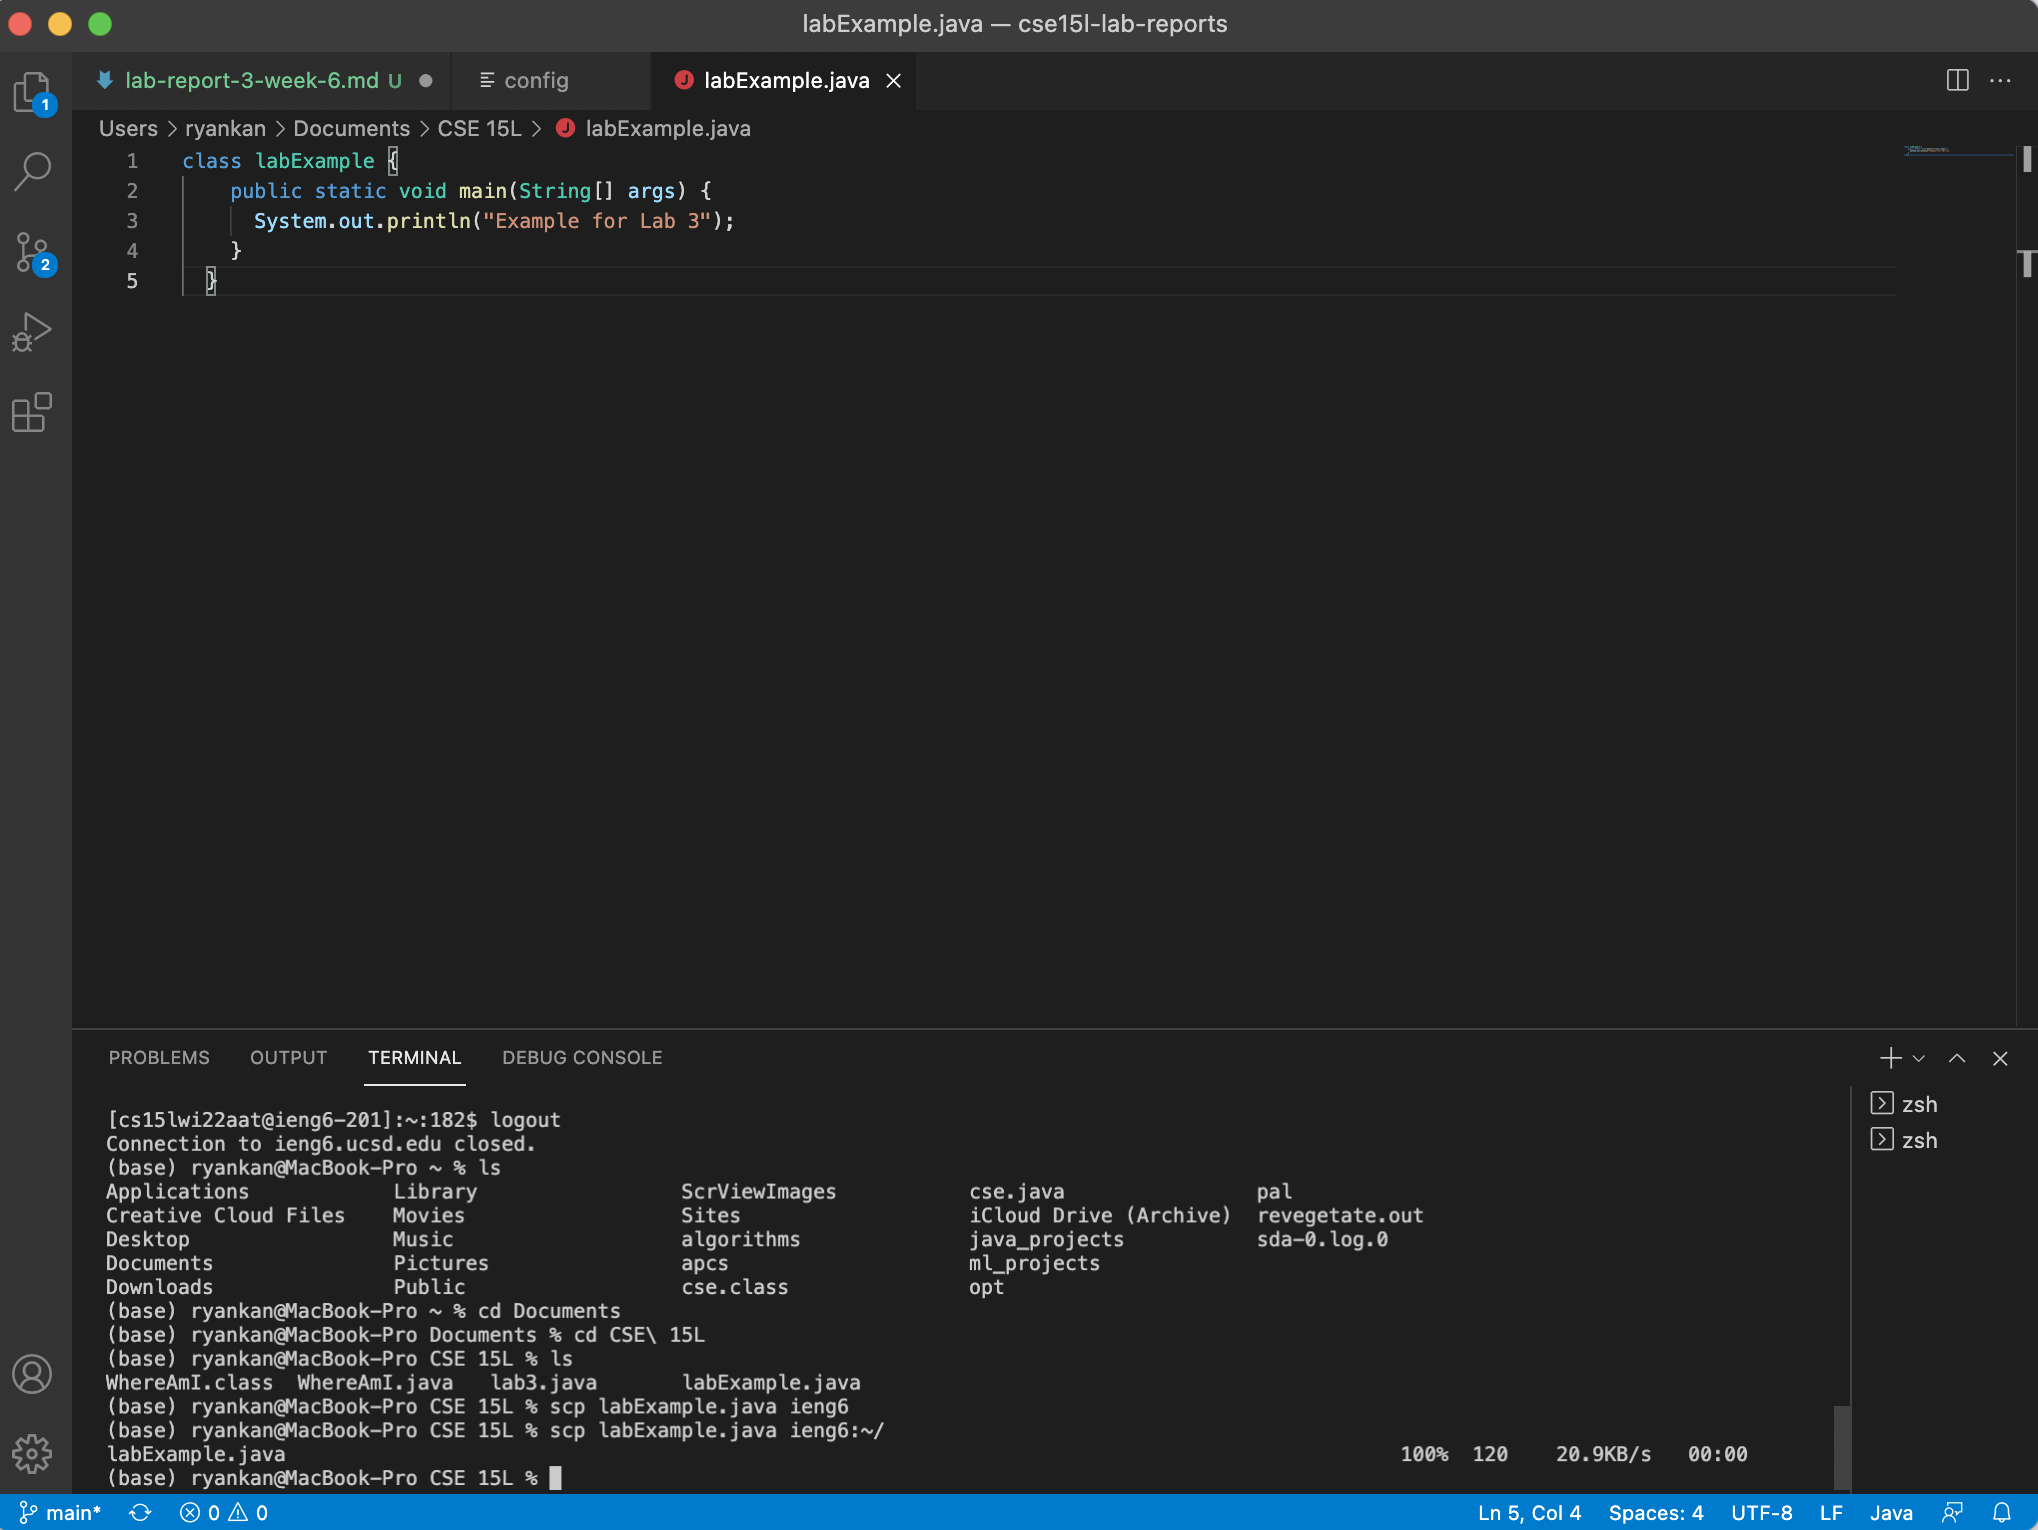 labExample.java — cse15l-lab-reports
lab-report-3-week-6.md U
config
labExample.java
1
Users > ryankan > Documents > CSE 15L > labExample.java
1 class labExample {
2 public static void main(String[] args) {
3 System.out.println("Example for Lab 3");
4 }
5 }
2
PROBLEMS OUTPUT TERMINAL DEBUG CONSOLE
zsh
zsh
[cs15lwi22aat@ieng6-201]:~:182$ logout
Connection to ieng6.ucsd.edu closed.
(base) ryankan@MacBook-Pro ~ % ls
Applications Library ScrViewImages cse.java pal
Creative Cloud Files Movies Sites iCloud Drive (Archive) revegetate.out
Desktop Music algorithms java_projects sda-0.log.0
Documents Pictures apcs ml_projects
Downloads Public cse.class opt
(base) ryankan@MacBook-Pro ~ % cd Documents
(base) ryankan@MacBook-Pro Documents % cd CSE\ 15L
(base) ryankan@MacBook-Pro CSE 15L % ls
WhereAmI.class WhereAmI.java lab3.java labExample.java
(base) ryankan@MacBook-Pro CSE 15L % scp labExample.java ieng6
(base) ryankan@MacBook-Pro CSE 15L % scp labExample.java ieng6:~/
labExample.java 100% 120 20.9KB/s 00:00
(base) ryankan@MacBook-Pro CSE 15L %
main* 0 0 Ln 5, Col 4 Spaces: 4 UTF-8 LF Java